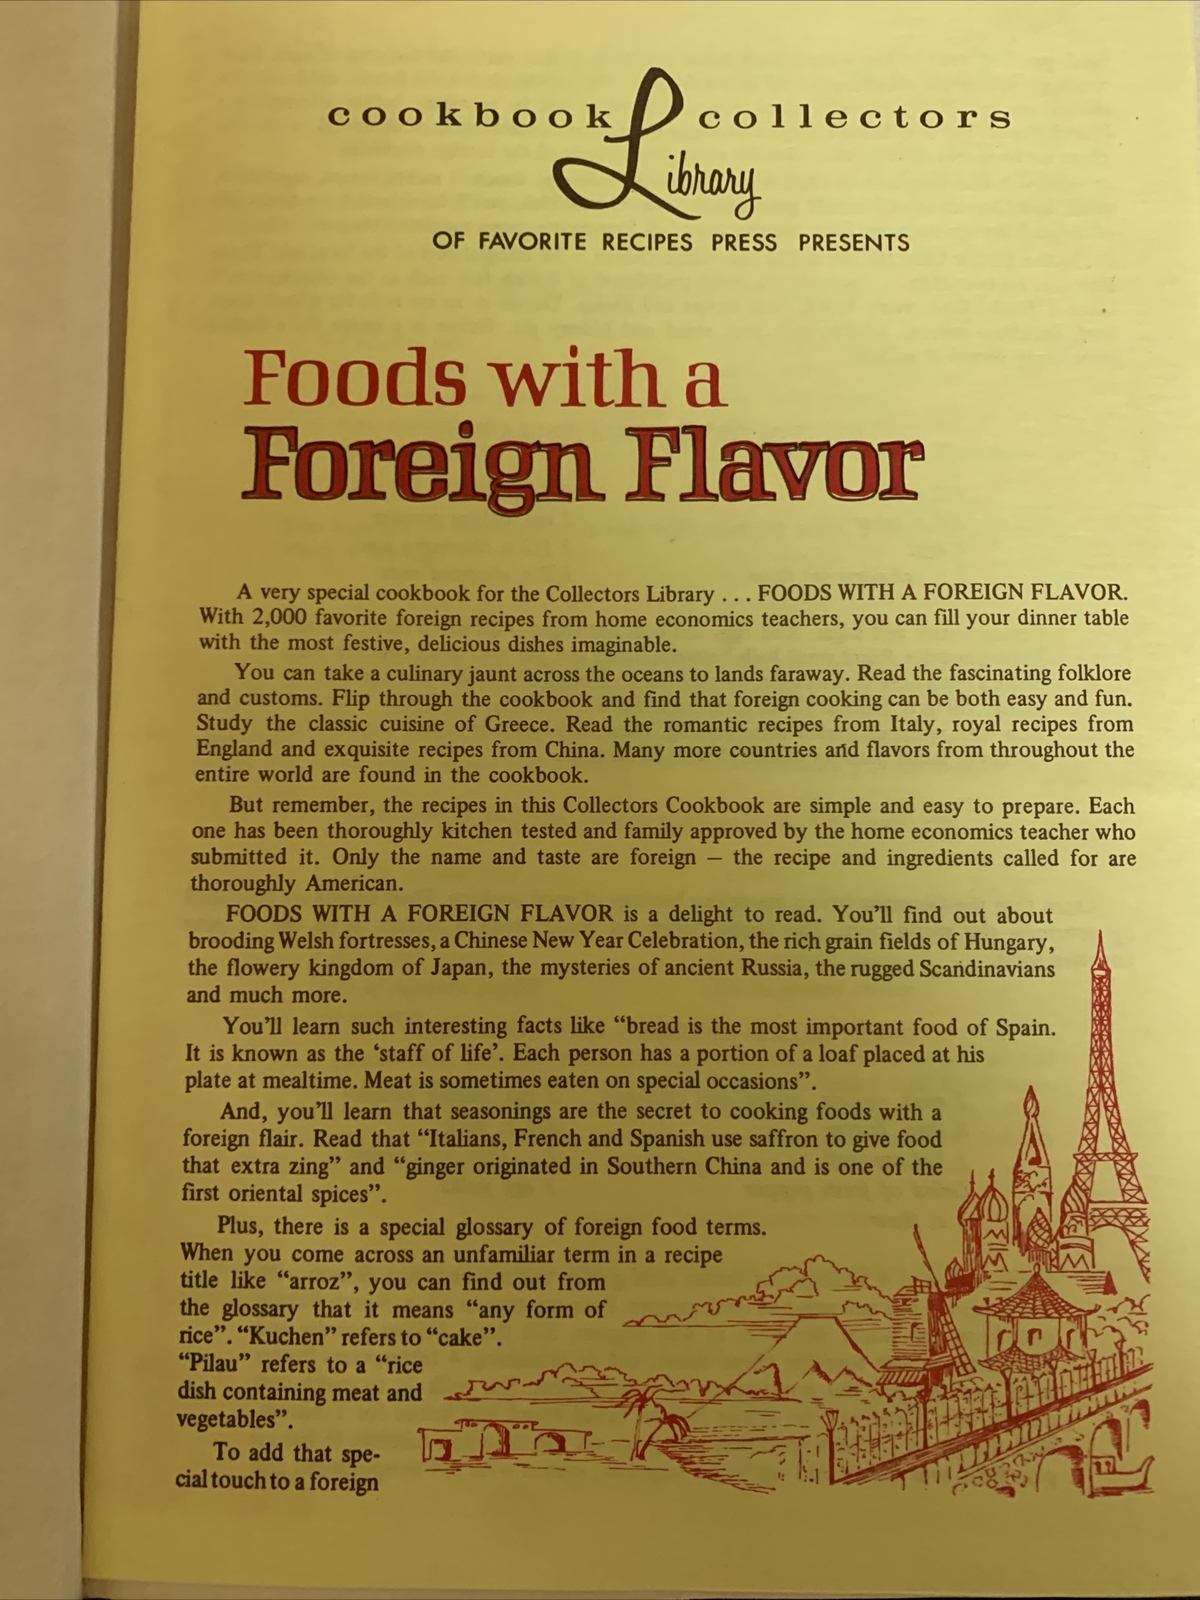 cookbook collectors
Library
OF FAVORITE RECIPES PRESS PRESENTS
Foods with a
Foreign Flavor
A very special cookbook for the Collectors Library . . . FOODS WITH A FOREIGN FLAVOR.
With 2,000 favorite foreign recipes from home economics teachers, you can fill your dinner table
with the most festive, delicious dishes imaginable.
You can take a culinary jaunt across the oceans to lands faraway. Read the fascinating folklore
and customs. Flip through the cookbook and find that foreign cooking can be both easy and fun.
Study the classic cuisine of Greece. Read the romantic recipes from Italy, royal recipes from
England and exquisite recipes from China. Many more countries and flavors from throughout the
entire world are found in the cookbook.
But remember, the recipes in this Collectors Cookbook are simple and easy to prepare. Each
one has been thoroughly kitchen tested and family approved by the home economics teacher who
submitted it. Only the name and taste are foreign — the recipe and ingredients called for are
thoroughly American.
FOODS WITH A FOREIGN FLAVOR is a delight to read. You'll find out about
brooding Welsh fortresses, a Chinese New Year Celebration, the rich grain fields of Hungary,
the flowery kingdom of Japan, the mysteries of ancient Russia, the rugged Scandinavians
and much more.
You'll learn such interesting facts like “bread is the most important food of Spain.
It is known as the ‘staff of life’. Each person has a portion of a loaf placed at his
plate at mealtime. Meat is sometimes eaten on special occasions”.
And, you'll learn that seasonings are the secret to cooking foods with a
foreign flair. Read that “Italians, French and Spanish use saffron to give food
that extra zing” and “ginger originated in Southern China and is one of the
first oriental spices”.
Plus, there is a special glossary of foreign food terms.
When you come across an unfamiliar term in a recipe
title like “arroz”, you can find out from
the glossary that it means “any form of
rice”. “Kuchen” refers to “cake”.
“Pilau” refers to a “rice
dish containing meat and
vegetables”.
To add that spe-
cial touch to a foreign